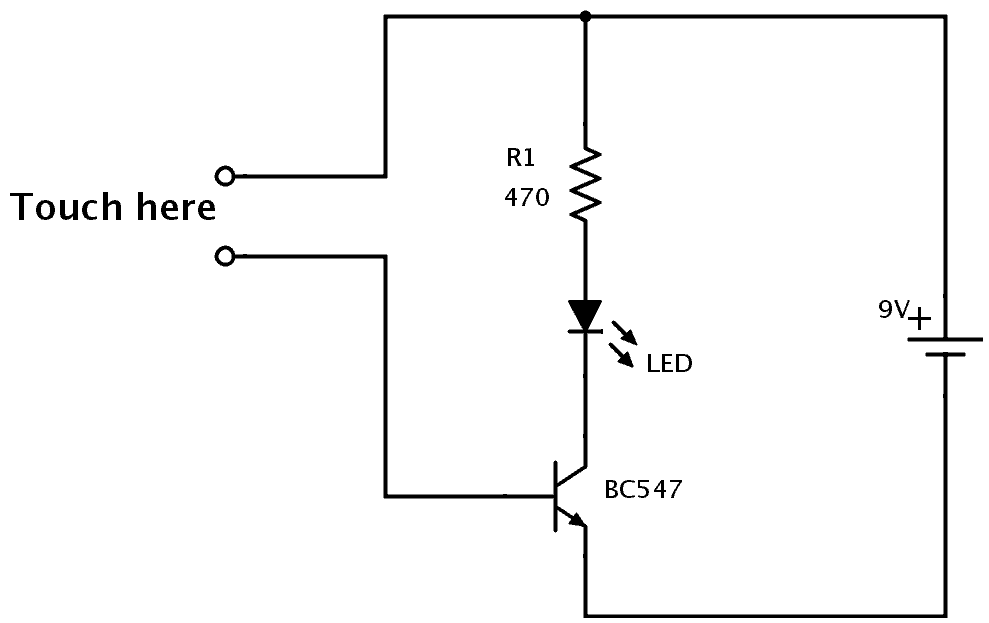 R1
470
Touch here
9V
+
LED
BC547